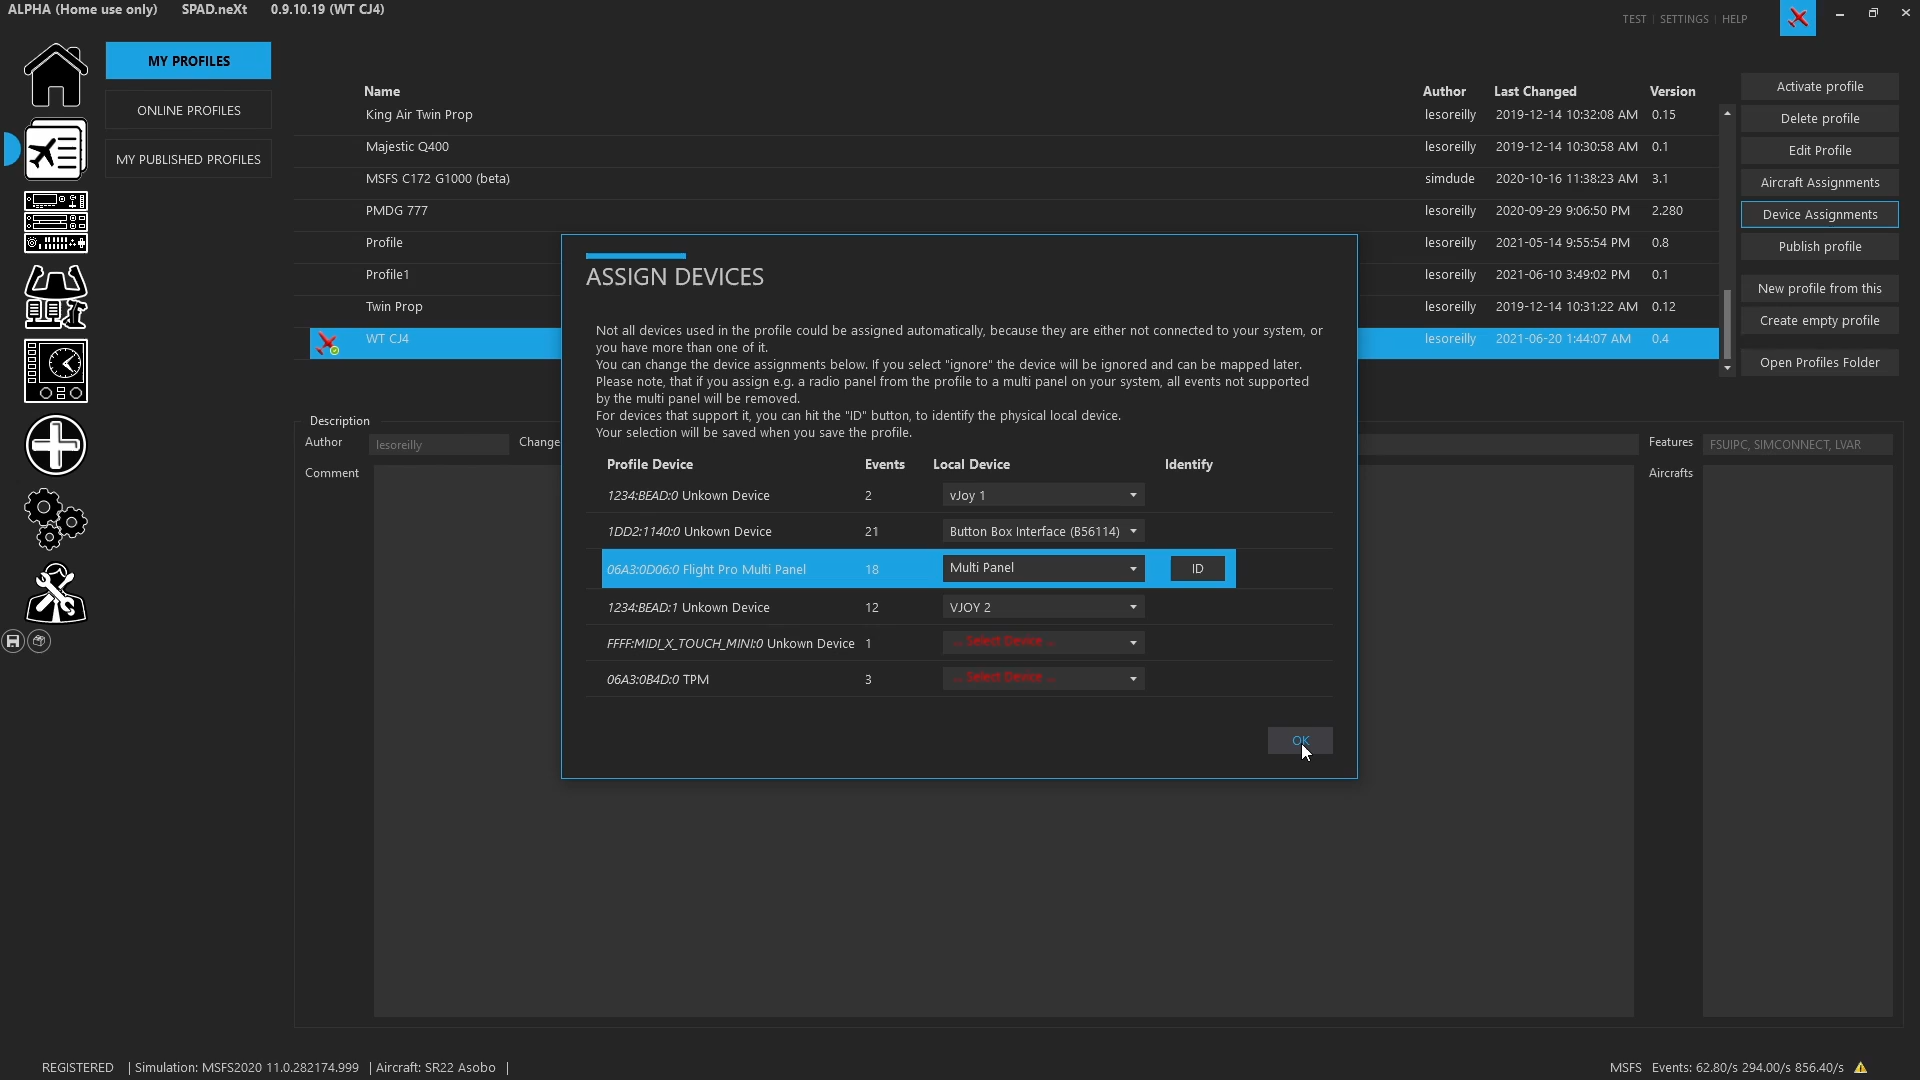 ALPHA (Home use only) SPAD.neXt 0.9.10.19 (WT CJ4)
TEST | SETTINGS | HELP
MY PROFILES
ONLINE PROFILES
MY PUBLISHED PROFILES
Name Author Last Changed Version
King Air Twin Prop lesoreilly 2019-12-14 10:32:08 AM 0.15
Majestic Q400 lesoreilly 2019-12-14 10:30:58 AM 0.1
MSFS C172 G1000 (beta) simdude 2020-10-16 11:38:23 AM 3.1
PMDG 777 lesoreilly 2020-09-29 9:06:50 PM 2.280
Profile lesoreilly 2021-05-14 9:55:54 PM 0.8
Profile1 lesoreilly 2021-06-10 3:49:02 PM 0.1
Twin Prop lesoreilly 2019-12-14 10:31:22 AM 0.12
WT CJ4 lesoreilly 2021-06-20 1:44:07 AM 0.4
Activate profile
Delete profile
Edit Profile
Aircraft Assignments
Device Assignments
Publish profile
New profile from this
Create empty profile
Open Profiles Folder
ASSIGN DEVICES
Not all devices used in the profile could be assigned automatically, because they are either not connected to your system, or
you have more than one of it.
You can change the device assignments below. If you select "ignore" the device will be ignored and can be mapped later.
Please note, that if you assign e.g. a radio panel from the profile to a multi panel on your system, all events not supported
by the multi panel will be removed.
For devices that support it, you can hit the "ID" button, to identify the physical local device.
Your selection will be saved when you save the profile.
Profile Device Events Local Device Identify
1234:BEAD:0 Unkown Device 2 vJoy 1
1DD2:1140:0 Unkown Device 21 Button Box Interface (B56114)
06A3:0D06:0 Flight Pro Multi Panel 18 Multi Panel ID
1234:BEAD:1 Unkown Device 12 VJOY 2
FFFF:MIDI_X_TOUCH_MINI:0 Unkown Device 1 ... Select Device ...
06A3:0B4D:0 TPM 3 ... Select Device ...
OK
Description
Author lesoreilly Change
Features FSUIPC, SIMCONNECT, LVAR
Comment
Aircrafts
REGISTERED | Simulation: MSFS2020 11.0.282174.999 | Aircraft: SR22 Asobo |
MSFS Events: 62.80/s 294.00/s 856.40/s